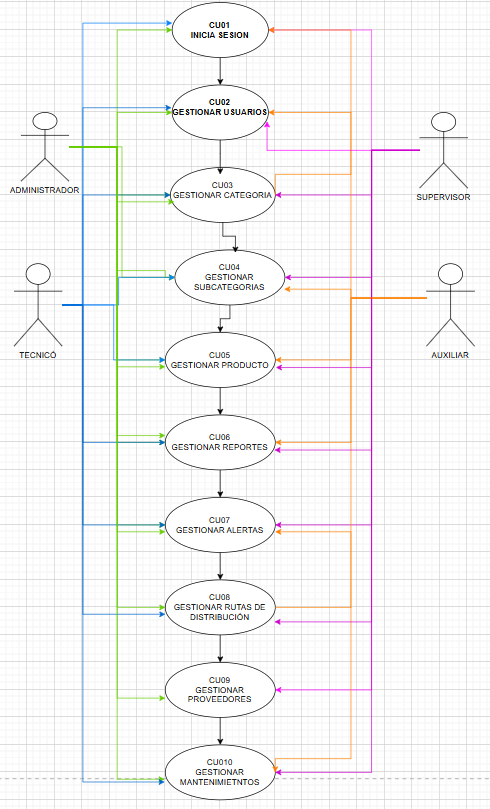 CU01
INICIA SESION
CU02
GESTIONAR USUARIOS
ADMINISTRADOR
CU03
GESTIONAR CATEGORIA
SUPERVISOR
CU04
GESTIONAR
SUBCATEGORIAS
TECNICÓ
CU05
GESTIONAR PRODUCTO
AUXILIAR
CU06
GESTIONAR REPORTES
CU07
GESTIONAR ALERTAS
CU08
GESTIONAR RUTAS DE
DISTRIBUCIÓN
CU09
GESTIONAR
PROVEEDORES
CU010
GESTIONAR
MANTENIMIETNTOS